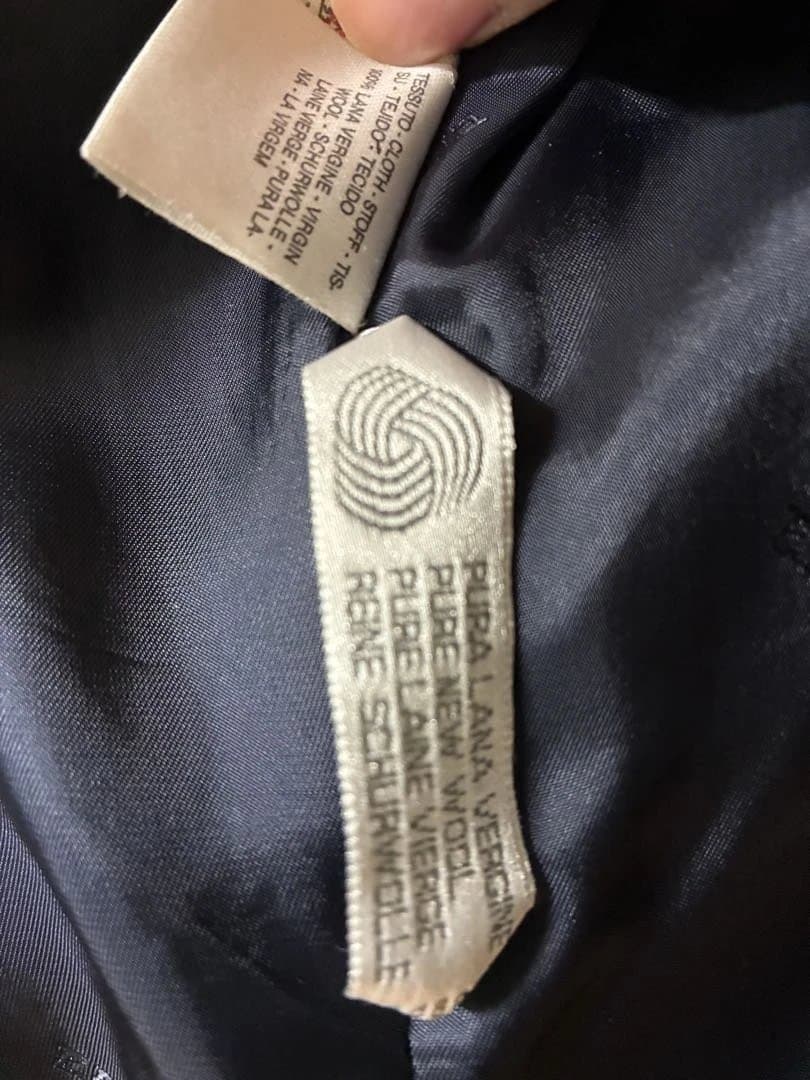 TESSUTO - CLOTH - STOFF - TIS-
SU - TEJIDO - TECIDO
100% LANA VERGINE - VIRGIN
WOOL - SCHURWOLLE -
LAINE VIERGE - PURA LA-
NA - LA VIRGEM
PURA LANA VERGINE
PURE NEW WOOL
PURE LAINE VIERGE
REINE SCHURWOLLE